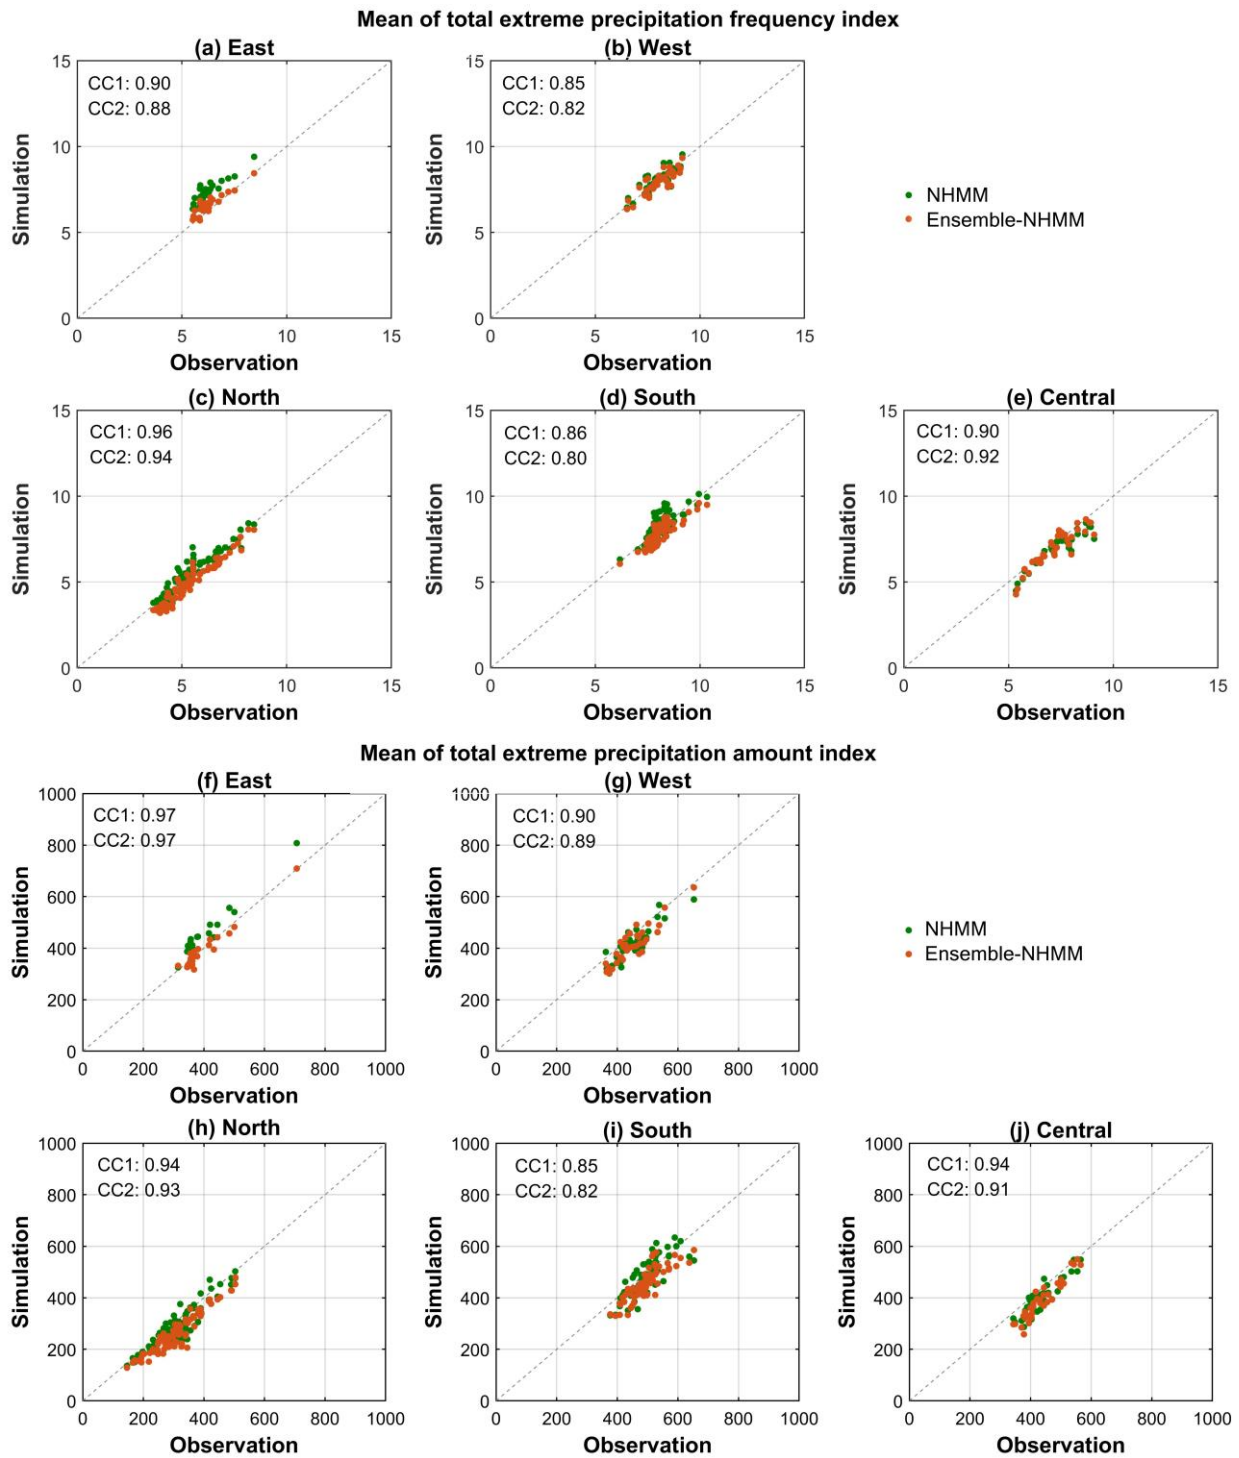 Mean of total extreme precipitation frequency index
(a) East
(b) West
CC1: 0.90
CC2: 0.88
CC1: 0.85
CC2: 0.82
Simulation
15
10
5
0
0 5 10 15
Observation
Simulation
15
10
5
0
0 5 10 15
Observation
NHMM
Ensemble-NHMM
(c) North
(d) South
(e) Central
CC1: 0.96
CC2: 0.94
CC1: 0.86
CC2: 0.80
CC1: 0.90
CC2: 0.92
Simulation
15
10
5
0
0 5 10 15
Observation
Simulation
15
10
5
0
0 5 10 15
Observation
Simulation
15
10
5
0
0 5 10 15
Observation
Mean of total extreme precipitation amount index
(f) East
(g) West
CC1: 0.97
CC2: 0.97
CC1: 0.90
CC2: 0.89
Simulation
1000
800
600
400
200
0
0 200 400 600 800 1000
Observation
Simulation
1000
800
600
400
200
0
0 200 400 600 800 1000
Observation
NHMM
Ensemble-NHMM
(h) North
(i) South
(j) Central
CC1: 0.94
CC2: 0.93
CC1: 0.85
CC2: 0.82
CC1: 0.94
CC2: 0.91
Simulation
1000
800
600
400
200
0
0 200 400 600 800 1000
Observation
Simulation
1000
800
600
400
200
0
0 200 400 600 800 1000
Observation
Simulation
1000
800
600
400
200
0
0 200 400 600 800 1000
Observation